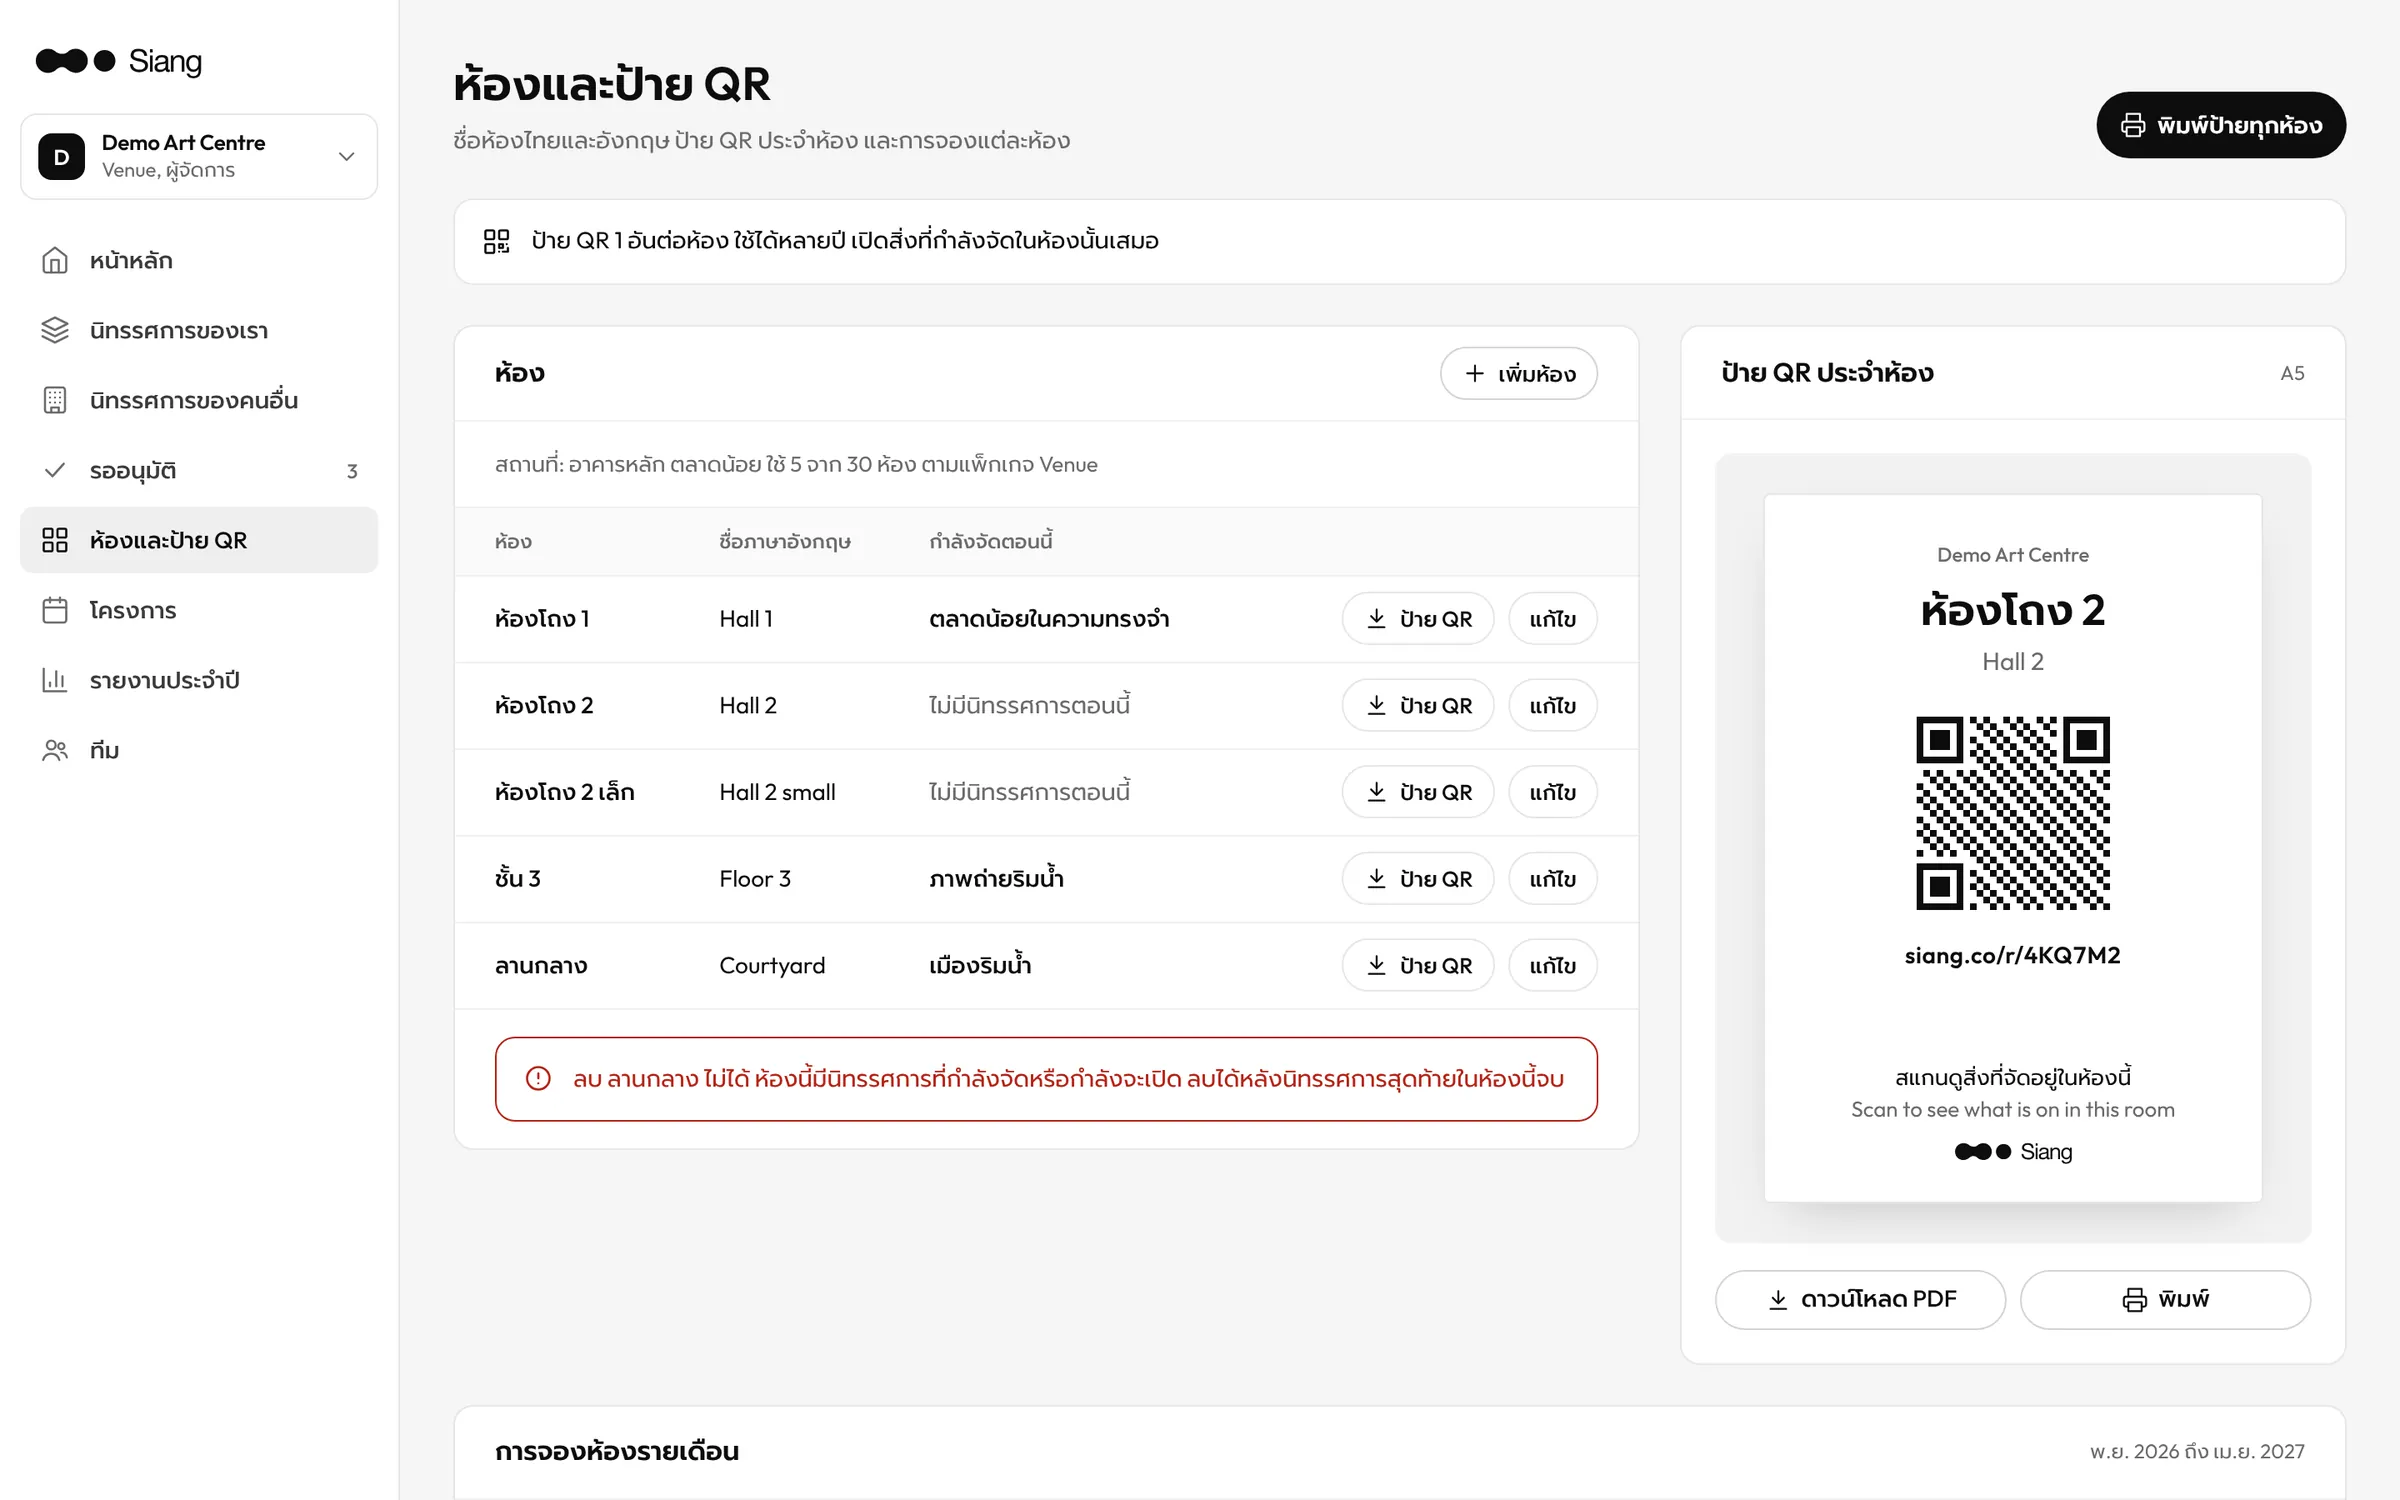 Siang
D
Demo Art Centre
Venue, ผู้จัดการ
หน้าหลัก
นิทรรศการของเรา
นิทรรศการของคนอื่น
รออนุมัติ 3
ห้องและป้าย QR
โครงการ
รายงานประจำปี
ทีม
ห้องและป้าย QR
ชื่อห้องไทยและอังกฤษ ป้าย QR ประจำห้อง และการจองแต่ละห้อง
พิมพ์ป้ายทุกห้อง
ป้าย QR 1 อันต่อห้อง ใช้ได้หลายปี เปิดสิ่งที่กำลังจัดในห้องนั้นเสมอ
ห้อง
เพิ่มห้อง
สถานที่: อาคารหลัก ตลาดน้อย ใช้ 5 จาก 30 ห้อง ตามแพ็กเกจ Venue
ห้อง ชื่อภาษาอังกฤษ กำลังจัดตอนนี้
ห้องโถง 1 Hall 1 ตลาดน้อยในความทรงจำ ป้าย QR แก้ไข
ห้องโถง 2 Hall 2 ไม่มีนิทรรศการตอนนี้ ป้าย QR แก้ไข
ห้องโถง 2 เล็ก Hall 2 small ไม่มีนิทรรศการตอนนี้ ป้าย QR แก้ไข
ชั้น 3 Floor 3 ภาพถ่ายริมน้ำ ป้าย QR แก้ไข
ลานกลาง Courtyard เมืองริมน้ำ ป้าย QR แก้ไข
ลบ ลานกลาง ไม่ได้ ห้องนี้มีนิทรรศการที่กำลังจัดหรือกำลังจะเปิด ลบได้หลังนิทรรศการสุดท้ายในห้องนี้จบ
ป้าย QR ประจำห้อง A5
Demo Art Centre
ห้องโถง 2
Hall 2
siang.co/r/4KQ7M2
สแกนดูสิ่งที่จัดอยู่ในห้องนี้
Scan to see what is on in this room
Siang
ดาวน์โหลด PDF
พิมพ์
การจองห้องรายเดือน พ.ย. 2026 ถึง เม.ย. 2027